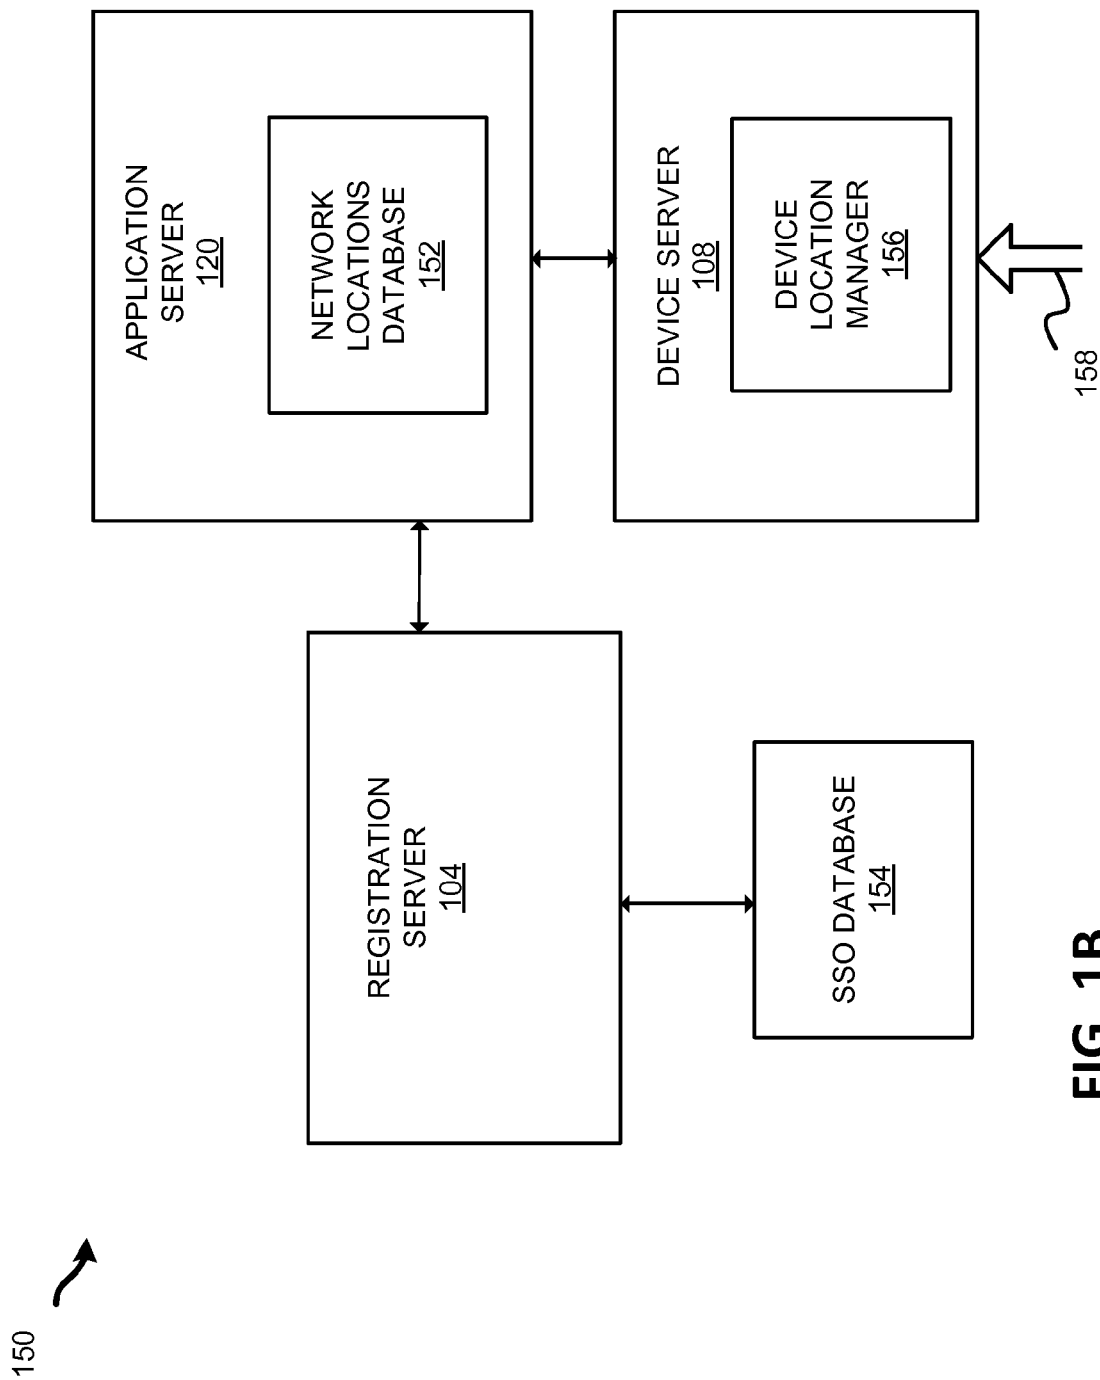 150
REGISTRATION
SERVER
104
SSO DATABASE
154
APPLICATION
SERVER
120
NETWORK
LOCATIONS
DATABASE
152
DEVICE SERVER
108
DEVICE
LOCATION
MANAGER
156
158
FIG. 1B